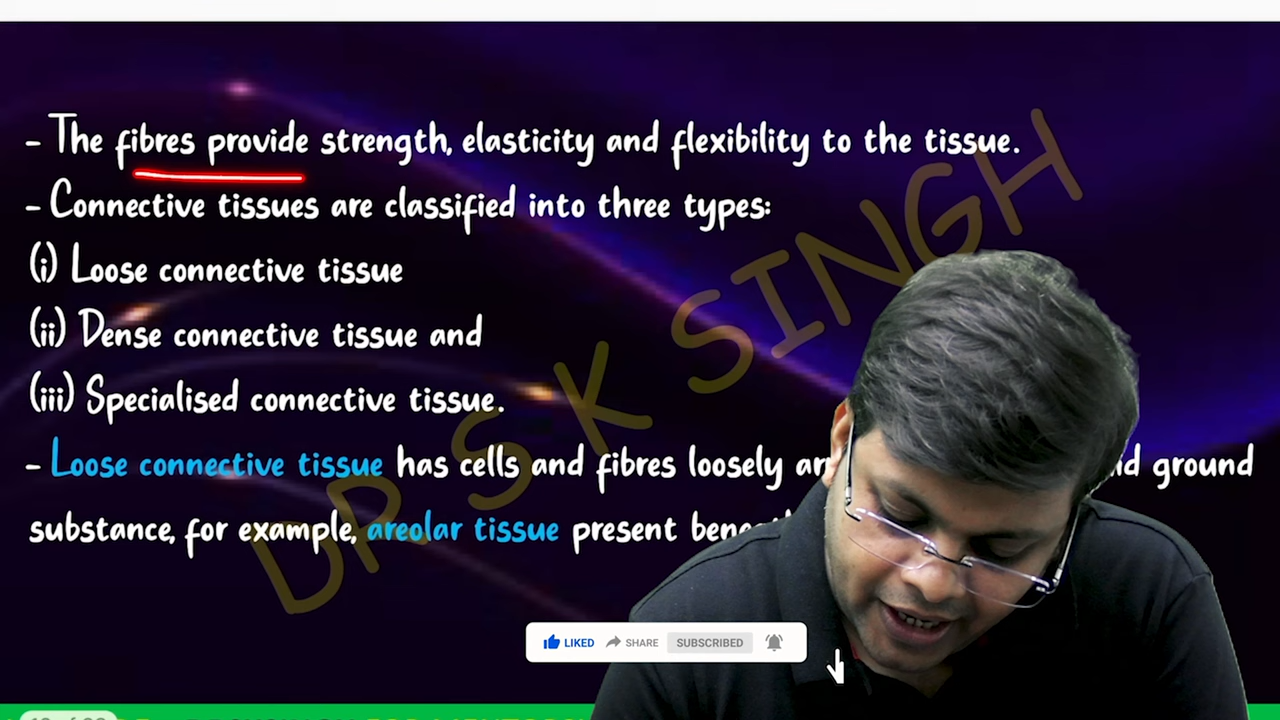 - The fibres provide strength, elasticity and flexibility to the tissue.
- Connective tissues are classified into three types:
(i) Loose connective tissue
(ii) Dense connective tissue and
(iii) Specialised connective tissue.
- Loose connective tissue has cells and fibres loosely ground
substance, for example, areolar tissue present
DR S K SINGH
LIKED SHARE SUBSCRIBED